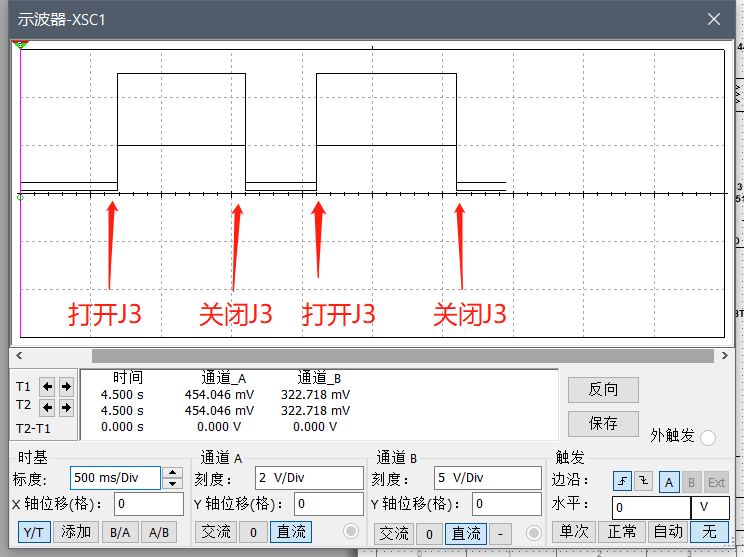 示波器-XSC1
打开J3 关闭J3 打开J3 关闭J3
时间 通道_A 通道_B
T1 4.500 s 454.046 mV 322.718 mV
T2 4.500 s 454.046 mV 322.718 mV
T2-T1 0.000 s 0.000 V 0.000 V
反向
保存
外触发
时基 通道 A 通道 B 触发
标度: 500 ms/Div 刻度: 2 V/Div 刻度: 5 V/Div 边沿: A B Ext
X 轴位移(格): 0 Y 轴位移(格): 0 Y 轴位移(格): 0 水平: 0 V
Y/T 添加 B/A A/B 交流 0 直流 交流 0 直流 - 单次 正常 自动 无